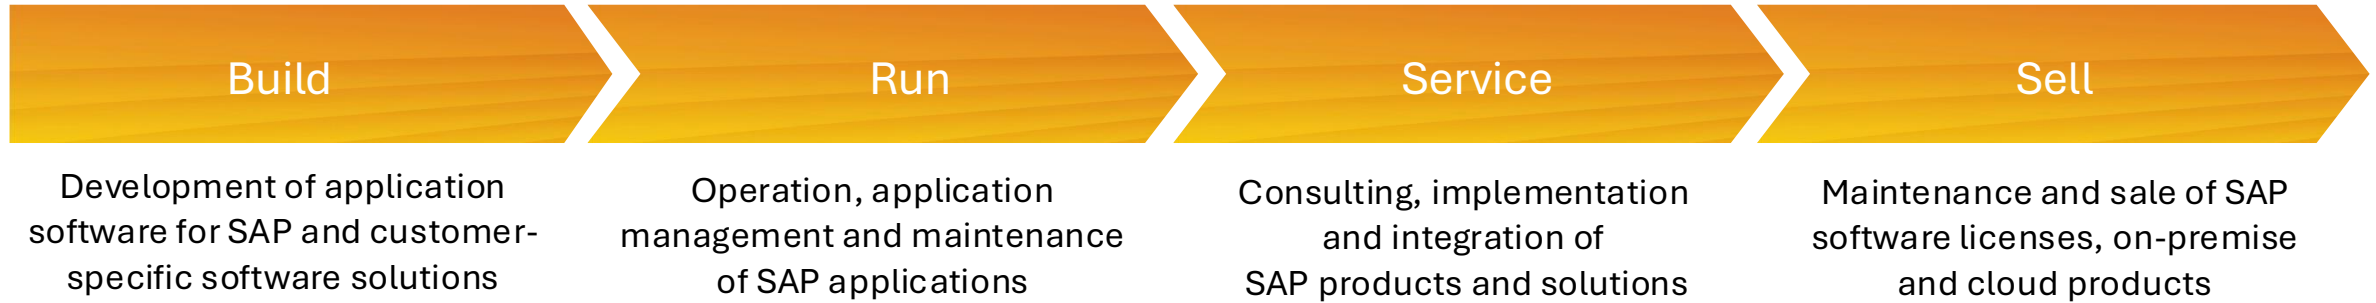 Build
Development of application
software for SAP and customer-
specific software solutions
Run
Operation, application
management and maintenance
of SAP applications
Service
Consulting, implementation
and integration of
SAP products and solutions
Sell
Maintenance and sale of SAP
software licenses, on-premise
and cloud products